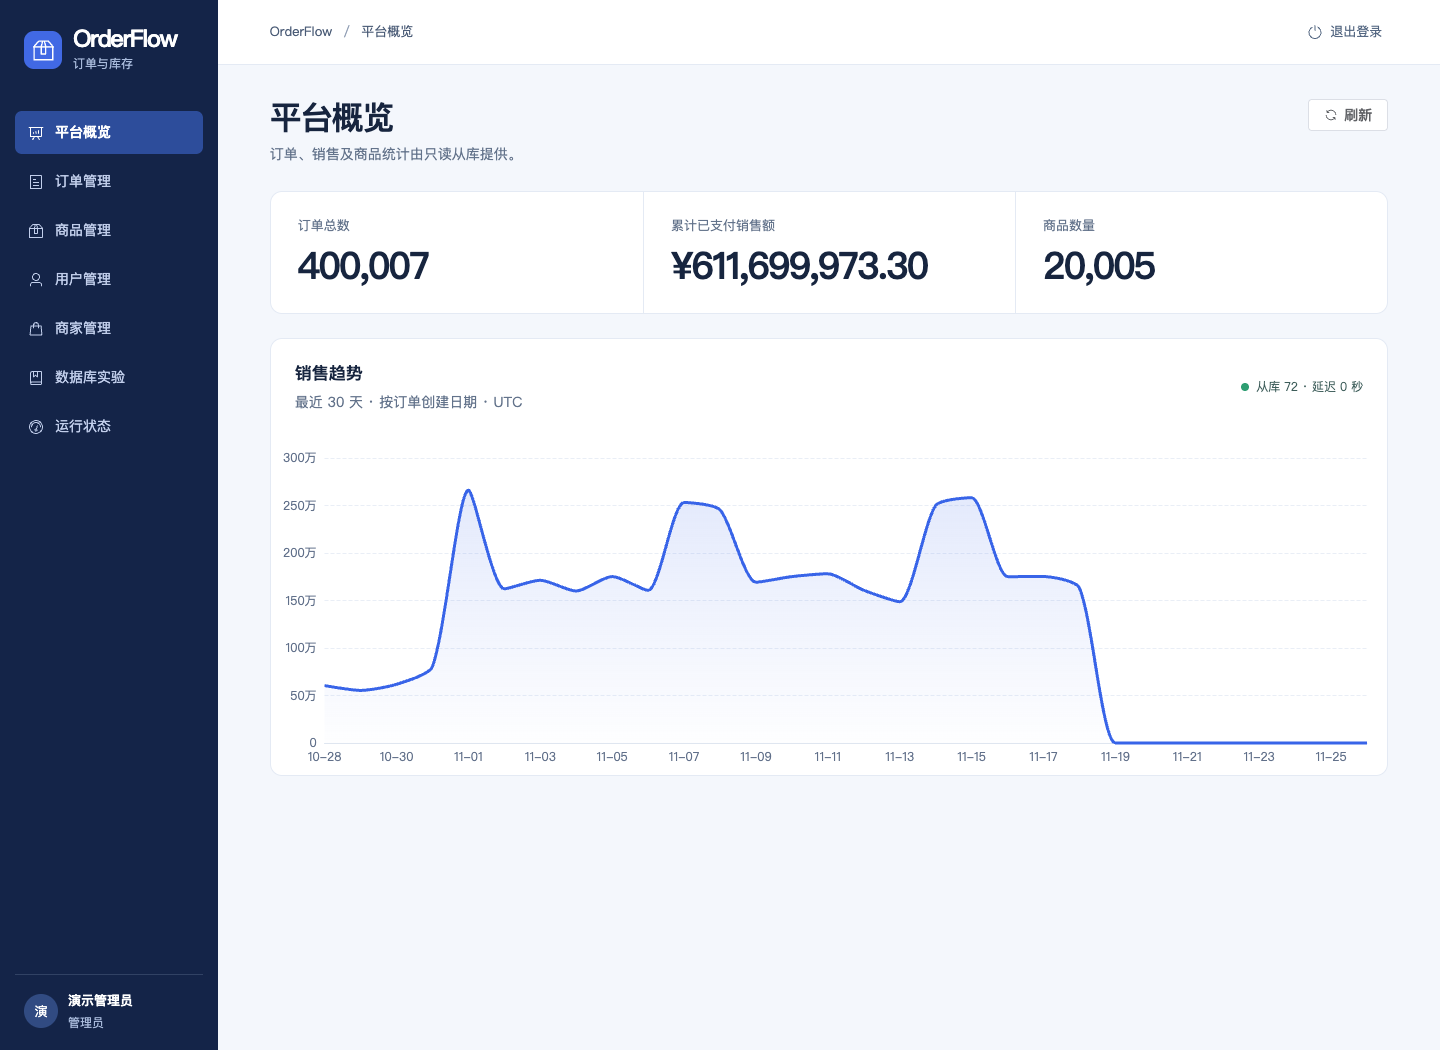 OrderFlow
订单与库存
平台概览
订单管理
商品管理
用户管理
商家管理
数据库实验
运行状态
演
演示管理员
管理员
OrderFlow / 平台概览
退出登录
平台概览
订单、销售及商品统计由只读从库提供。
刷新
订单总数
400,007
累计已支付销售额
¥611,699,973.30
商品数量
20,005
销售趋势
最近 30 天 · 按订单创建日期 · UTC
从库 72 · 延迟 0 秒
300万
250万
200万
150万
100万
50万
0
10-28 10-30 11-01 11-03 11-05 11-07 11-09 11-11 11-13 11-15 11-17 11-19 11-21 11-23 11-25